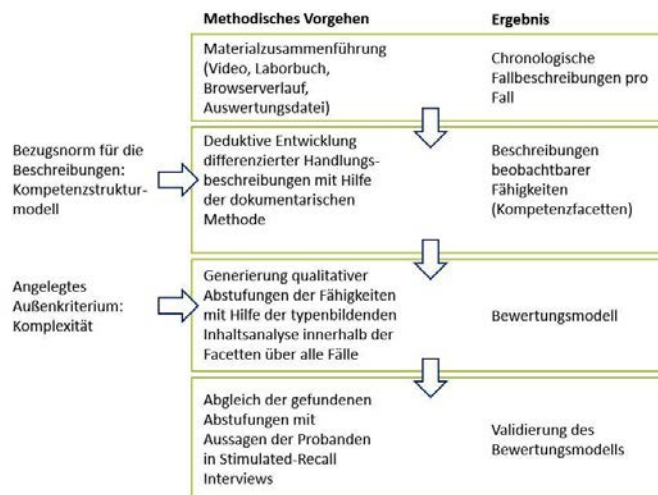 Methodisches Vorgehen
Ergebnis
Materialzusammenführung
(Video, Laborbuch,
Browserverlauf,
Auswertungsdatei)
Chronologische
Fallbeschreibungen pro
Fall
Bezugsnorm für die
Beschreibungen:
Kompetenzstruktur-
modell
Deduktive Entwicklung
differenzierter Handlungs-
beschreibungen mit Hilfe
der dokumentarischen
Methode
Beschreibungen
beobachtbarer
Fähigkeiten
(Kompetenzfacetten)
Angelegtes
Außenkriterium:
Komplexität
Generierung qualitativer
Abstufungen der Fähigkeiten
mit Hilfe der typenbildenden
Inhaltsanalyse innerhalb der
Facetten über alle Fälle
Bewertungsmodell
Abgleich der gefundenen
Abstufungen mit
Aussagen der Probanden
in Stimulated-Recall
Interviews
Validierung des
Bewertungsmodells